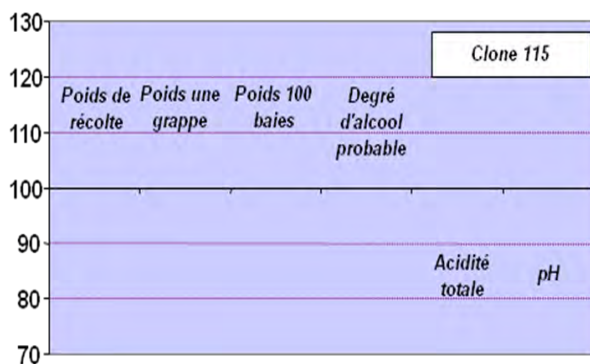 130
Clone 115
120
Poids de récolte
Poids une grappe
Poids 100 baies
Degré d'alcool probable
110
100
90
Acidité totale
pH
80
70